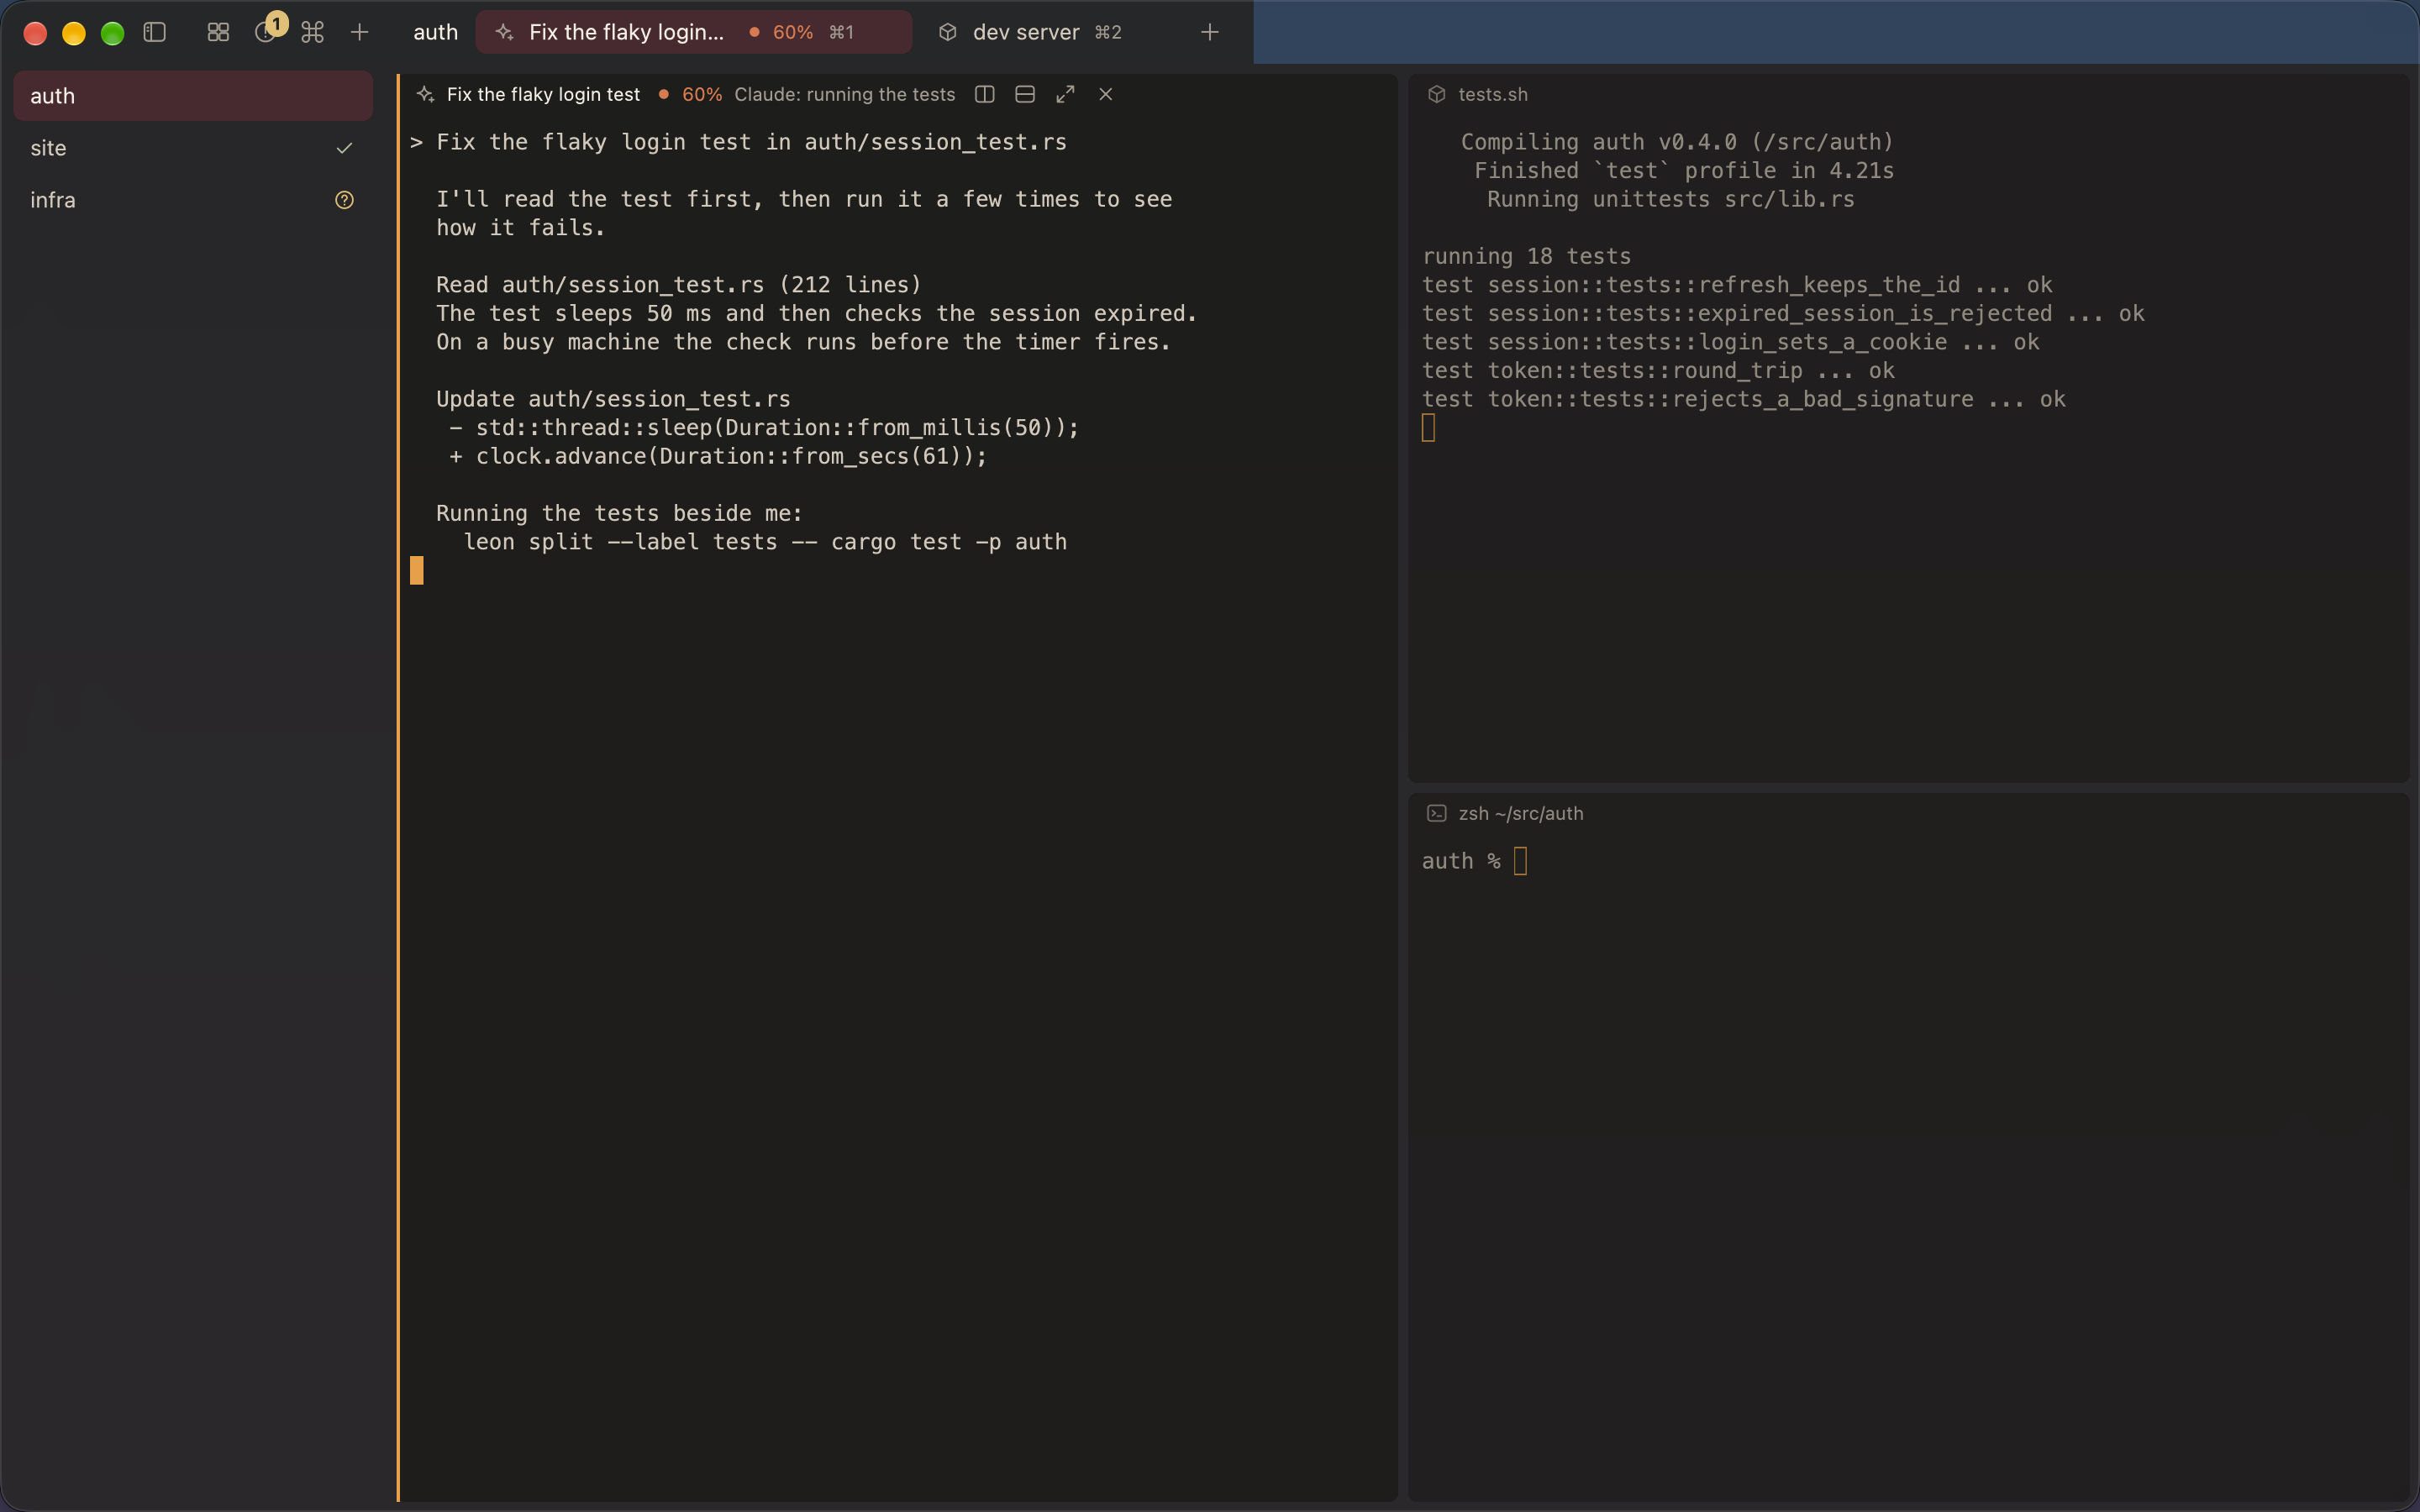 1
auth
Fix the flaky login... 60% ⌘1
dev server ⌘2
auth
site
infra
Fix the flaky login test 60% Claude: running the tests
> Fix the flaky login test in auth/session_test.rs
I'll read the test first, then run it a few times to see
how it fails.
Read auth/session_test.rs (212 lines)
The test sleeps 50 ms and then checks the session expired.
On a busy machine the check runs before the timer fires.
Update auth/session_test.rs
- std::thread::sleep(Duration::from_millis(50));
+ clock.advance(Duration::from_secs(61));
Running the tests beside me:
leon split --label tests -- cargo test -p auth
tests.sh
Compiling auth v0.4.0 (/src/auth)
Finished `test` profile in 4.21s
Running unittests src/lib.rs
running 18 tests
test session::tests::refresh_keeps_the_id ... ok
test session::tests::expired_session_is_rejected ... ok
test session::tests::login_sets_a_cookie ... ok
test token::tests::round_trip ... ok
test token::tests::rejects_a_bad_signature ... ok
zsh ~/src/auth
auth %